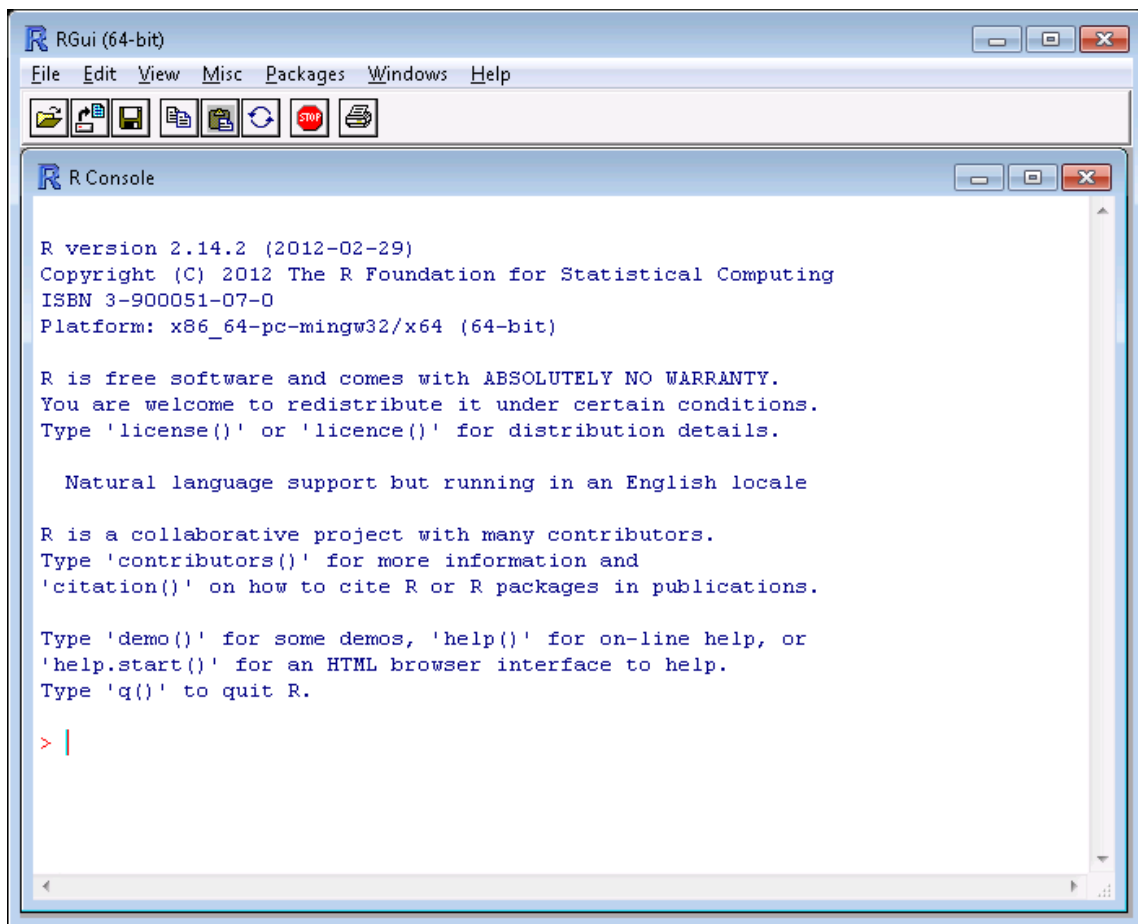 RGui (64-bit)
File Edit View Misc Packages Windows Help
STOP
R Console
R version 2.14.2 (2012-02-29)
Copyright (C) 2012 The R Foundation for Statistical Computing
ISBN 3-900051-07-0
Platform: x86_64-pc-mingw32/x64 (64-bit)
R is free software and comes with ABSOLUTELY NO WARRANTY.
You are welcome to redistribute it under certain conditions.
Type 'license()' or 'licence()' for distribution details.
Natural language support but running in an English locale
R is a collaborative project with many contributors.
Type 'contributors()' for more information and
'citation()' on how to cite R or R packages in publications.
Type 'demo()' for some demos, 'help()' for on-line help, or
'help.start()' for an HTML browser interface to help.
Type 'q()' to quit R.
>